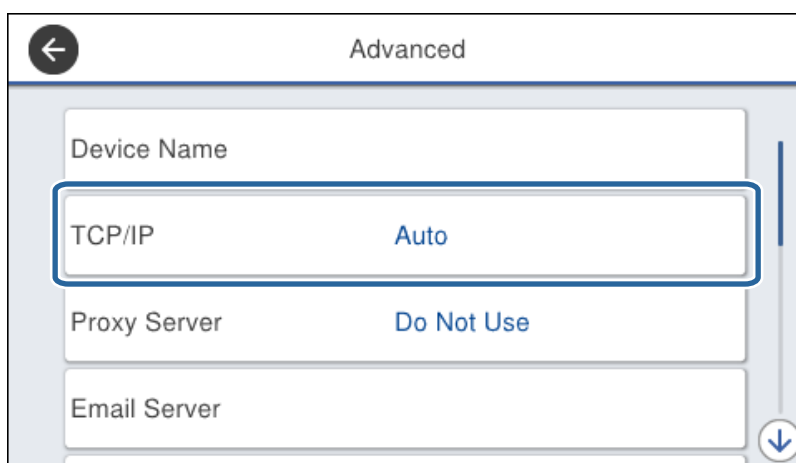 Advanced
Device Name
TCP/IP Auto
Proxy Server Do Not Use
Email Server